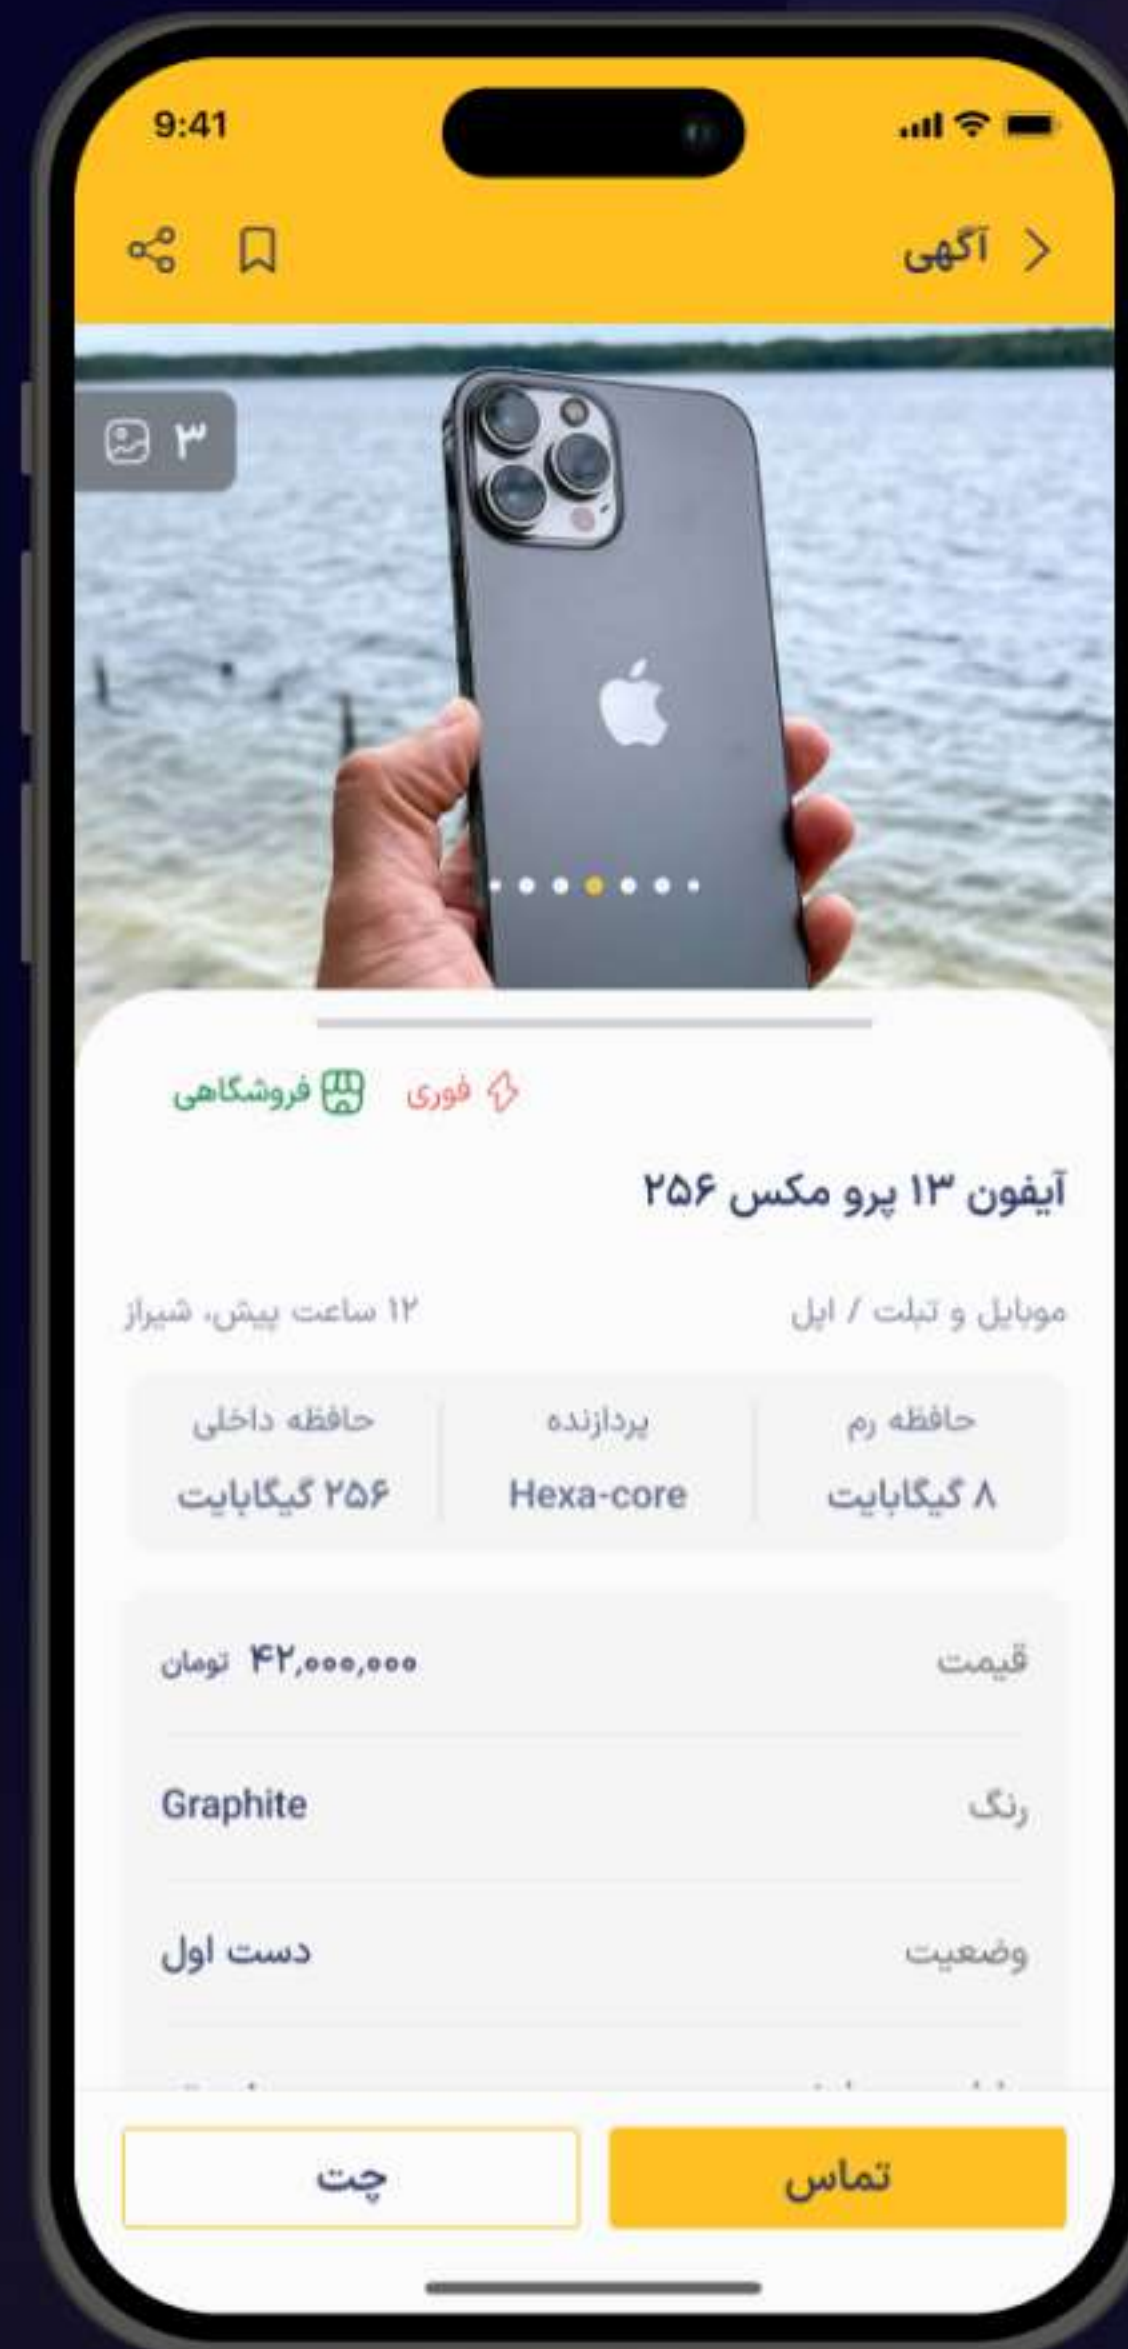 9:41
آگهی
۳
فوری فروشگاهی
آیفون ۱۳ پرو مکس ۲۵۶
موبایل و تبلت / اپل
۱۲ ساعت پیش، شیراز
حافظه رم پردازنده حافظه داخلی
۸ گیگابایت Hexa-core ۲۵۶ گیگابایت
قیمت ۴۲,۰۰۰,۰۰۰ تومان
رنگ Graphite
وضعیت دست اول
تماس چت